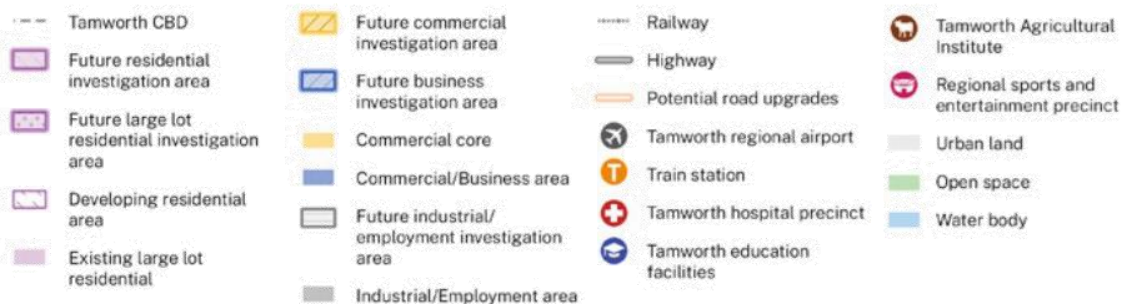 Tamworth CBD
Future residential
investigation area
Future large lot
residential investigation
area
Developing residential
area
Existing large lot
residential
Future commercial
investigation area
Future business
investigation area
Commercial core
Commercial/Business area
Future industrial/
employment investigation
area
Industrial/Employment area
Railway
Highway
Potential road upgrades
Tamworth regional airport
T
Train station
Tamworth hospital precinct
Tamworth education
facilities
Tamworth Agricultural
Institute
Regional sports and
entertainment precinct
Urban land
Open space
Water body